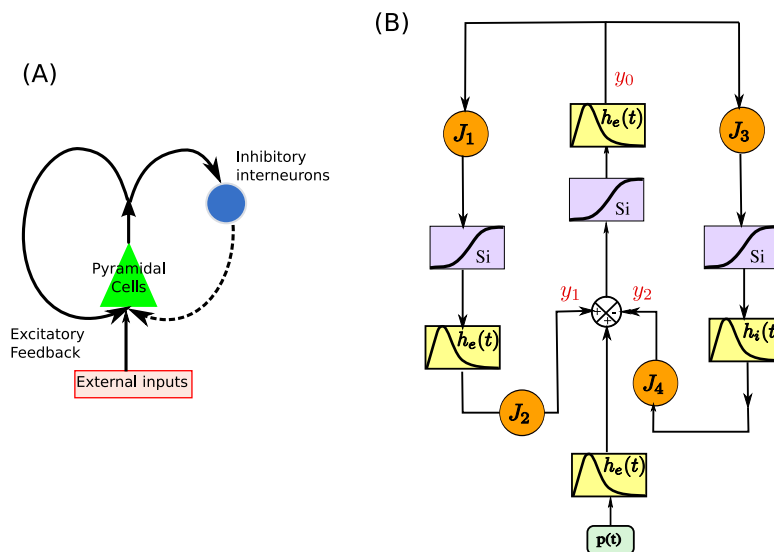 (A)
Inhibitory
interneurons
Pyramidal
Cells
Excitatory
Feedback
External inputs
(B)
y₀
J₁
hₑ(t)
J₃
Si
Si
Si
y₁
y₂
+
-
+
hₑ(t)
hᵢ(t)
J₂
J₄
hₑ(t)
p(t)